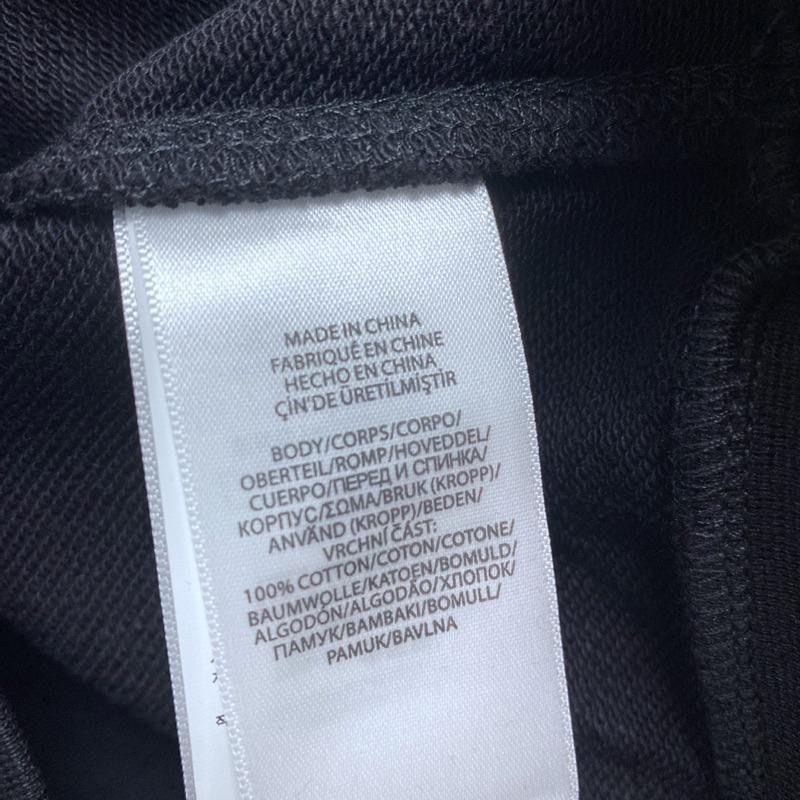 MADE IN CHINA
FABRIQUÉ EN CHINE
HECHO EN CHINA
ÇİN'DE ÜRETİLMİŞTİR
BODY/CORPS/CORPO/
OBERTEIL/ROMP/HOVEDDEL/
CUERPO/ПЕРЕД И СПИНКА/
КОРПУС/ΣΩΜΑ/BRUK (KROPP)/
ANVÄND (KROPP)/BEDEN/
VRCHNÍ ČÁST:
100% COTTON/COTON/COTONE/
BAUMWOLLE/KATOEN/BOMULD/
ALGODÓN/ALGODÃO/ХЛОПОК/
ПАМУК/BAMBAKI/BOMULL/
PAMUK/BAVLNA